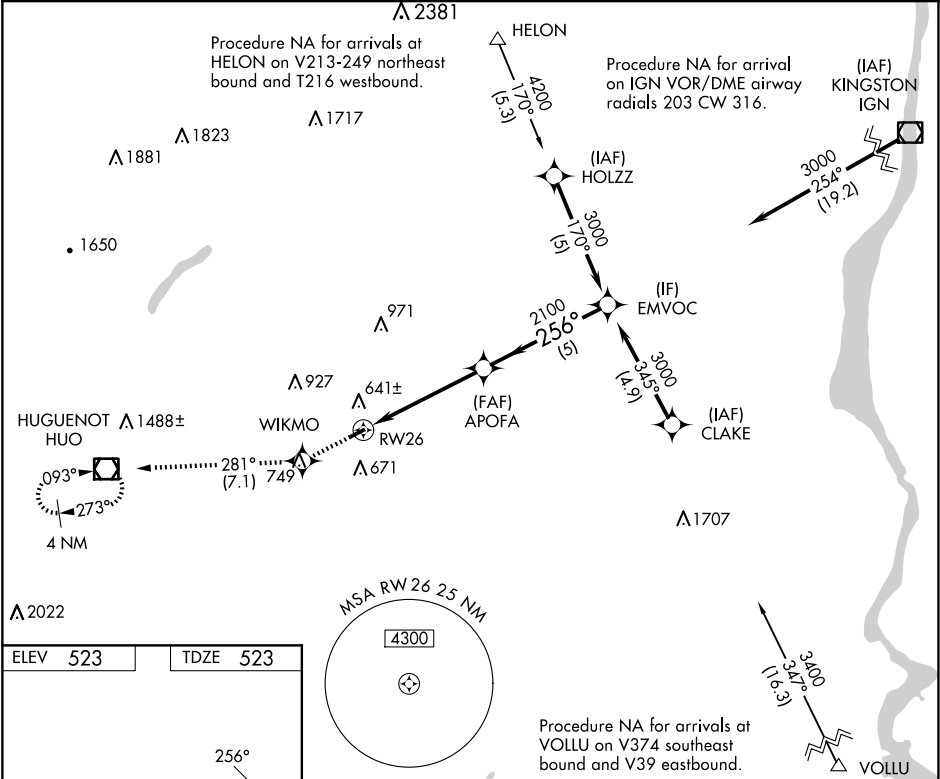 2381
HELON
Procedure NA for arrivals at
HELON on V213-249 northeast
bound and T216 westbound.
Procedure NA for arrival
on IGN VOR/DME airway
radials 203 CW 316.
(IAF)
KINGSTON
IGN
4200
170°
(5.3)
1717
1823
1881
(IAF)
HOLZZ
3000
254°
(19.2)
3000
170°
(5)
1650
(IF)
EMVOC
2100
256°
(5)
971
3000
345°
(4.9)
927
641±
(FAF)
APOFA
(IAF)
CLAKE
HUGUENOT
HUO
1488±
WIKMO
RW26
093°
281°
(7.1)
749
671
273°
4 NM
1707
2022
MSA RW 26 25 NM
4300
ELEV 523
TDZE 523
3400
347°
(16.3)
Procedure NA for arrivals at
VOLLU on V374 southeast
bound and V39 eastbound.
256°
VOLLU